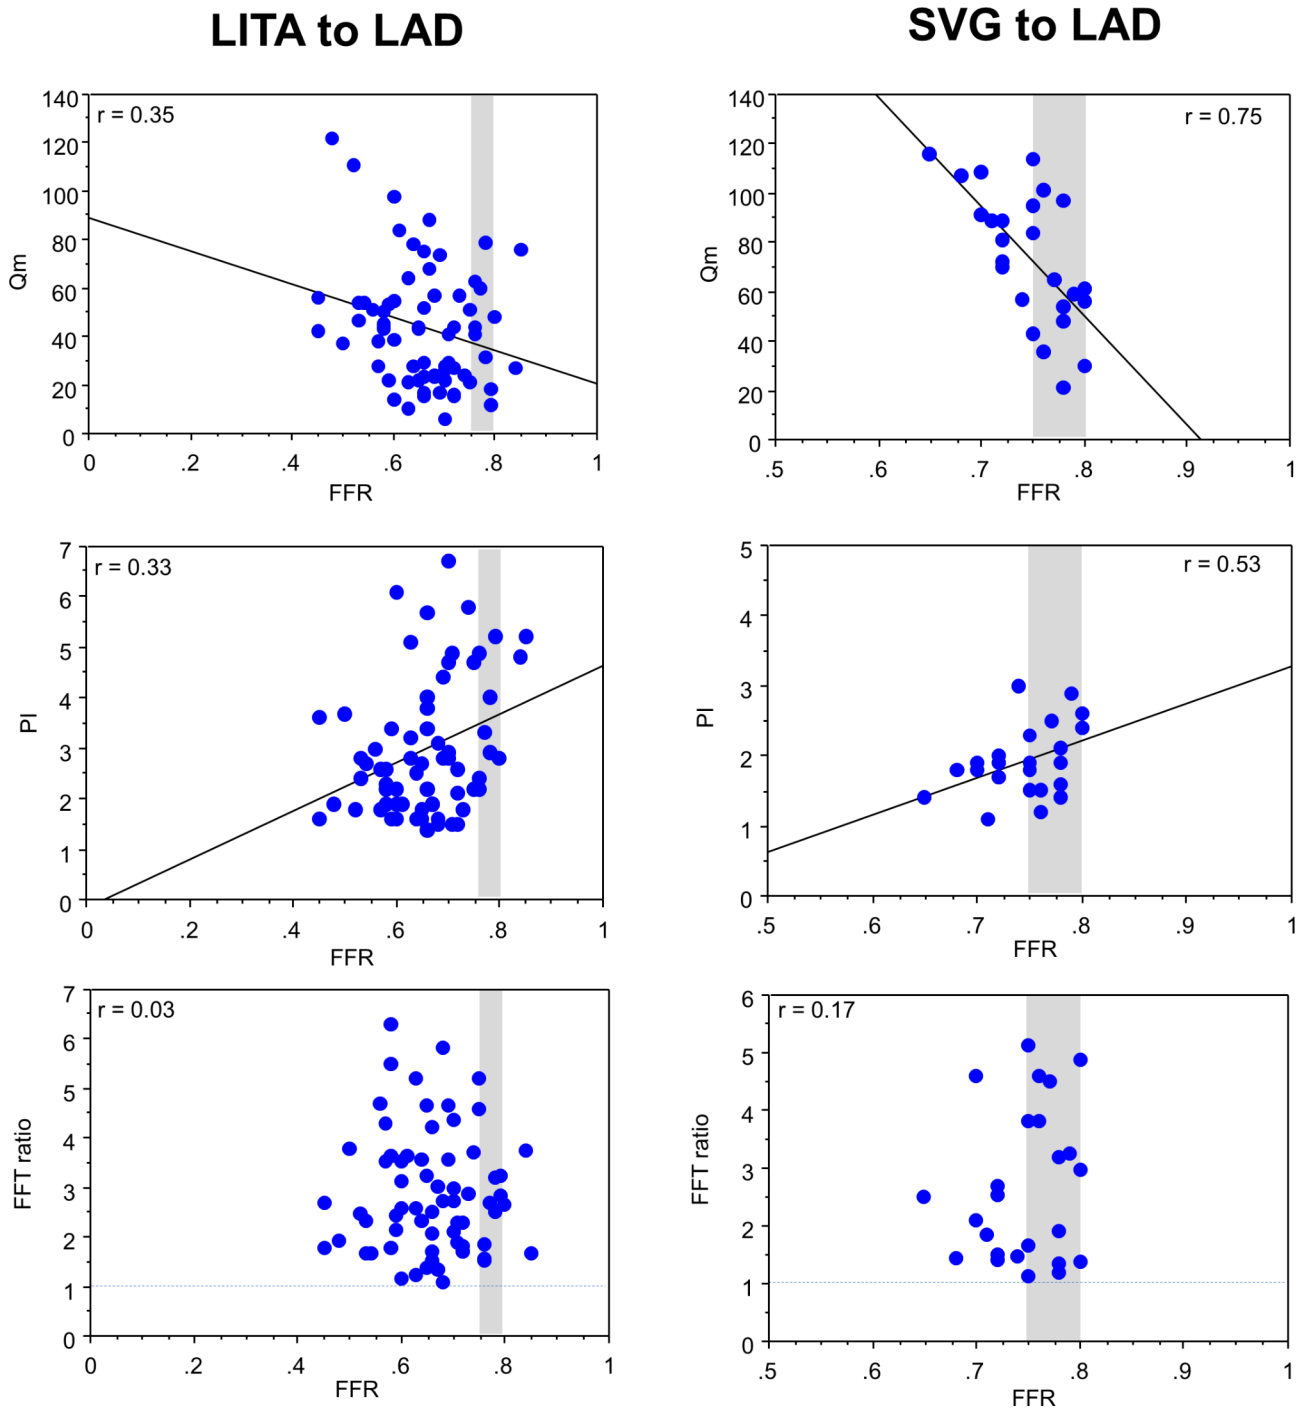 LITA to LAD
SVG to LAD
r = 0.35
Qm
140
120
100
80
60
40
20
0
0 .2 .4 .6 .8 1
FFR
r = 0.75
Qm
140
120
100
80
60
40
20
0
.5 .6 .7 .8 .9 1
FFR
r = 0.33
PI
7
6
5
4
3
2
1
0
0 .2 .4 .6 .8 1
FFR
r = 0.53
PI
5
4
3
2
1
0
.5 .6 .7 .8 .9 1
FFR
r = 0.03
FFT ratio
7
6
5
4
3
2
1
0
0 .2 .4 .6 .8 1
FFR
r = 0.17
FFT ratio
6
5
4
3
2
1
0
.5 .6 .7 .8 .9 1
FFR